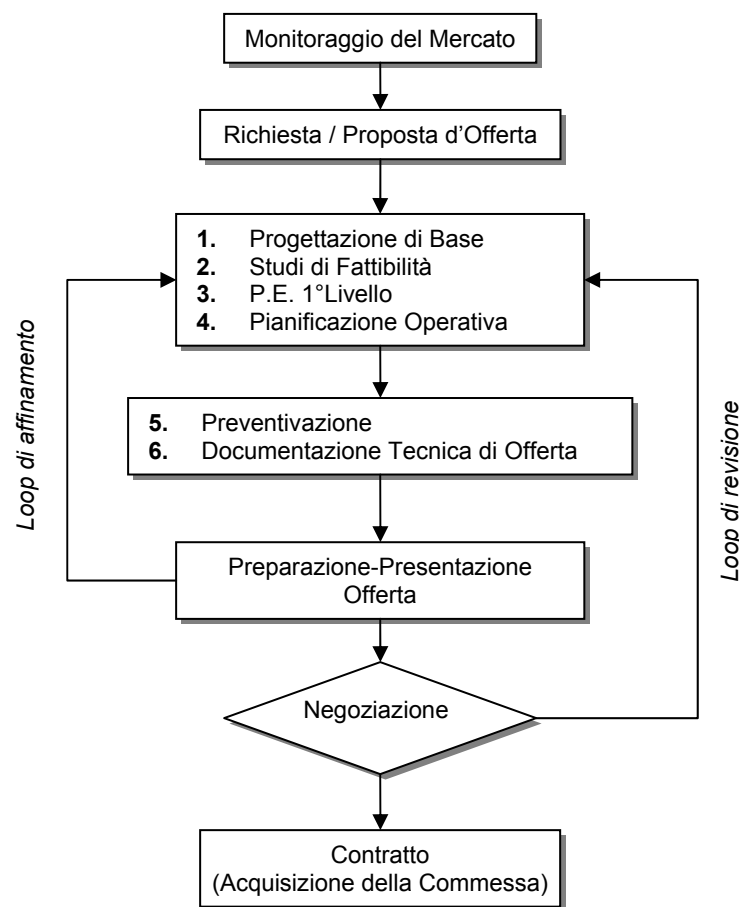 Monitoraggio del Mercato
Richiesta / Proposta d'Offerta
1. Progettazione di Base
2. Studi di Fattibilità
3. P.E. 1°Livello
4. Pianificazione Operativa
5. Preventivazione
6. Documentazione Tecnica di Offerta
Loop di affinamento
Loop di revisione
Preparazione-Presentazione
Offerta
Negoziazione
Contratto
(Acquisizione della Commessa)